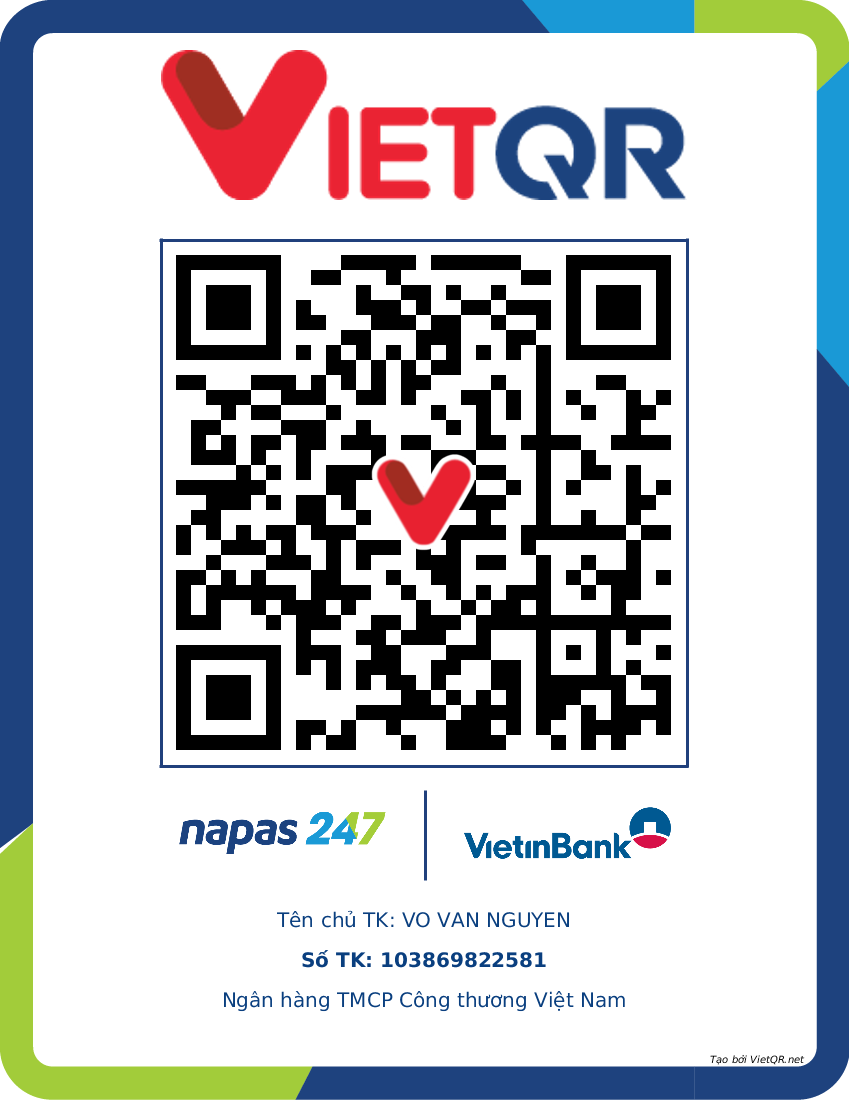 VIETQR
napas 247
VietinBank
Tên chủ TK: VO VAN NGUYEN
Số TK: 103869822581
Ngân hàng TMCP Công thương Việt Nam
Tạo bởi VietQR.net